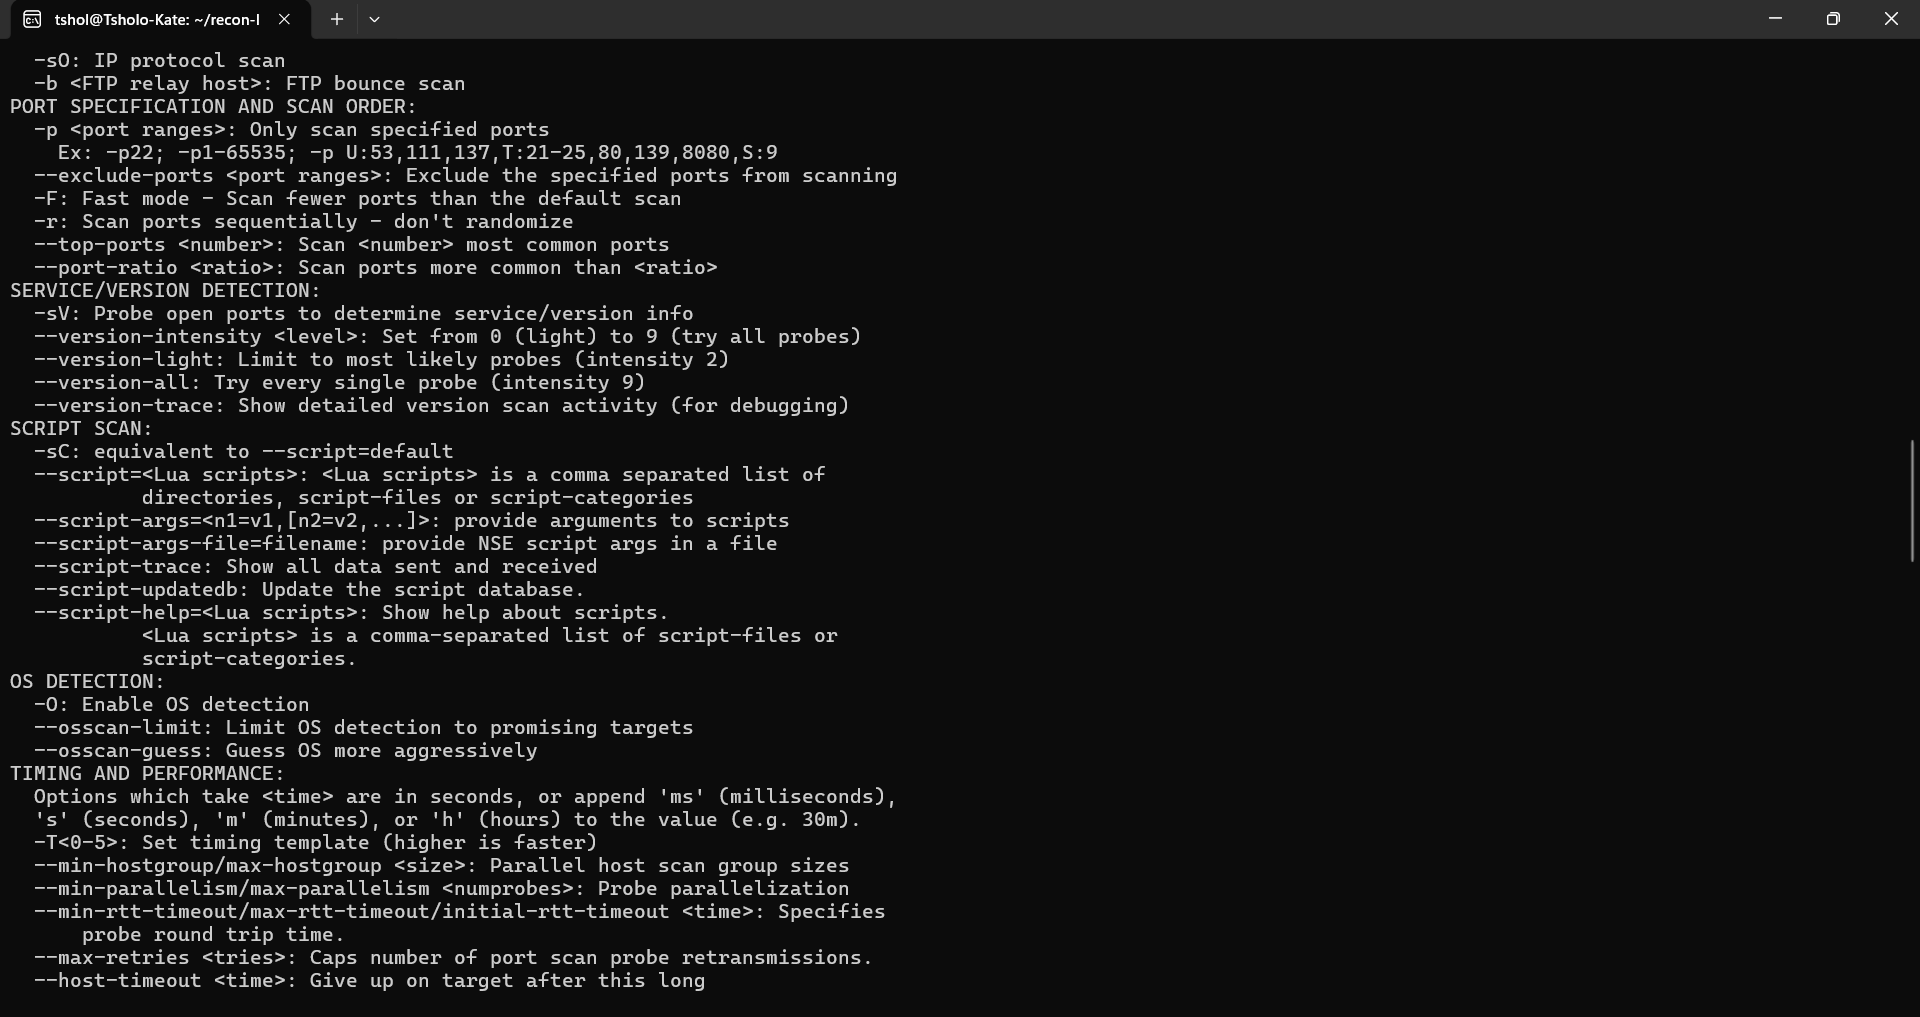 tshol@Tsholo-Kate: ~/recon-l
  -sO: IP protocol scan
  -b <FTP relay host>: FTP bounce scan
PORT SPECIFICATION AND SCAN ORDER:
  -p <port ranges>: Only scan specified ports
    Ex: -p22; -p1-65535; -p U:53,111,137,T:21-25,80,139,8080,S:9
  --exclude-ports <port ranges>: Exclude the specified ports from scanning
  -F: Fast mode - Scan fewer ports than the default scan
  -r: Scan ports sequentially - don't randomize
  --top-ports <number>: Scan <number> most common ports
  --port-ratio <ratio>: Scan ports more common than <ratio>
SERVICE/VERSION DETECTION:
  -sV: Probe open ports to determine service/version info
  --version-intensity <level>: Set from 0 (light) to 9 (try all probes)
  --version-light: Limit to most likely probes (intensity 2)
  --version-all: Try every single probe (intensity 9)
  --version-trace: Show detailed version scan activity (for debugging)
SCRIPT SCAN:
  -sC: equivalent to --script=default
  --script=<Lua scripts>: <Lua scripts> is a comma separated list of
           directories, script-files or script-categories
  --script-args=<n1=v1,[n2=v2,...]>: provide arguments to scripts
  --script-args-file=filename: provide NSE script args in a file
  --script-trace: Show all data sent and received
  --script-updatedb: Update the script database.
  --script-help=<Lua scripts>: Show help about scripts.
           <Lua scripts> is a comma-separated list of script-files or
           script-categories.
OS DETECTION:
  -O: Enable OS detection
  --osscan-limit: Limit OS detection to promising targets
  --osscan-guess: Guess OS more aggressively
TIMING AND PERFORMANCE:
  Options which take <time> are in seconds, or append 'ms' (milliseconds),
  's' (seconds), 'm' (minutes), or 'h' (hours) to the value (e.g. 30m).
  -T<0-5>: Set timing template (higher is faster)
  --min-hostgroup/max-hostgroup <size>: Parallel host scan group sizes
  --min-parallelism/max-parallelism <numprobes>: Probe parallelization
  --min-rtt-timeout/max-rtt-timeout/initial-rtt-timeout <time>: Specifies
      probe round trip time.
  --max-retries <tries>: Caps number of port scan probe retransmissions.
  --host-timeout <time>: Give up on target after this long